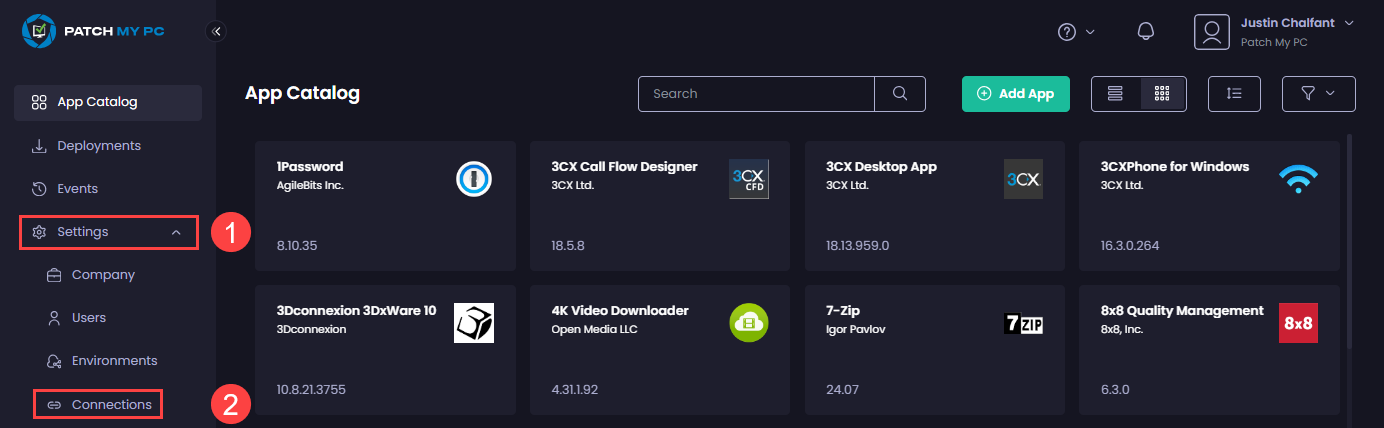 PATCH MY PC
Justin Chalfant
Patch My PC
App Catalog
Deployments
Events
Settings
1
Company
Users
Environments
Connections
2
App Catalog
Search
Add App
1Password
AgileBits Inc.
8.10.35
3CX Call Flow Designer
3CX Ltd.
3CX
CFD
18.5.8
3CX Desktop App
3CX Ltd.
3CX
18.13.959.0
3CXPhone for Windows
3CX Ltd.
16.3.0.264
3Dconnexion 3DxWare 10
3Dconnexion
10.8.21.3755
4K Video Downloader
Open Media LLC
4.31.1.92
7-Zip
Igor Pavlov
7 ZIP
24.07
8x8 Quality Management
8x8, Inc.
8x8
6.3.0